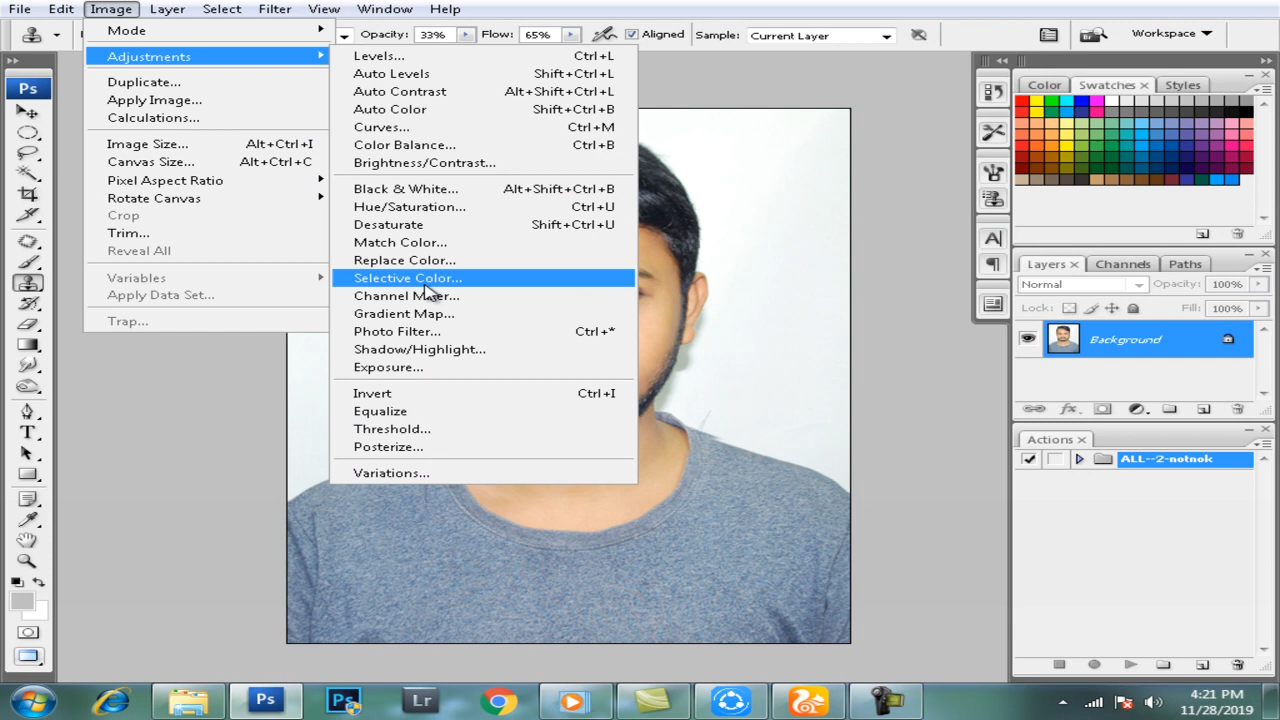 File Edit Image Layer Select Filter View Window Help
Opacity: 33% Flow: 65% Aligned Sample: Current Layer Workspace
Mode
Adjustments
Duplicate...
Apply Image...
Calculations...
Image Size... Alt+Ctrl+I
Canvas Size... Alt+Ctrl+C
Pixel Aspect Ratio
Rotate Canvas
Crop
Trim...
Reveal All
Variables
Apply Data Set...
Trap...
Levels... Ctrl+L
Auto Levels Shift+Ctrl+L
Auto Contrast Alt+Shift+Ctrl+L
Auto Color Shift+Ctrl+B
Curves... Ctrl+M
Color Balance... Ctrl+B
Brightness/Contrast...
Black & White... Alt+Shift+Ctrl+B
Hue/Saturation... Ctrl+U
Desaturate Shift+Ctrl+U
Match Color...
Replace Color...
Selective Color...
Channel
Gradient Map...
Photo Filter... Ctrl+*
Shadow/Highlight...
Exposure...
Invert Ctrl+I
Equalize
Threshold...
Posterize...
Variations...
Ps
T
A
Color Swatches Styles
Layers Channels Paths
Normal Opacity: 100%
Lock: Fill: 100%
Background
Actions
ALL--2-notnok
Ps Ps Lr
4:21 PM
11/28/2019